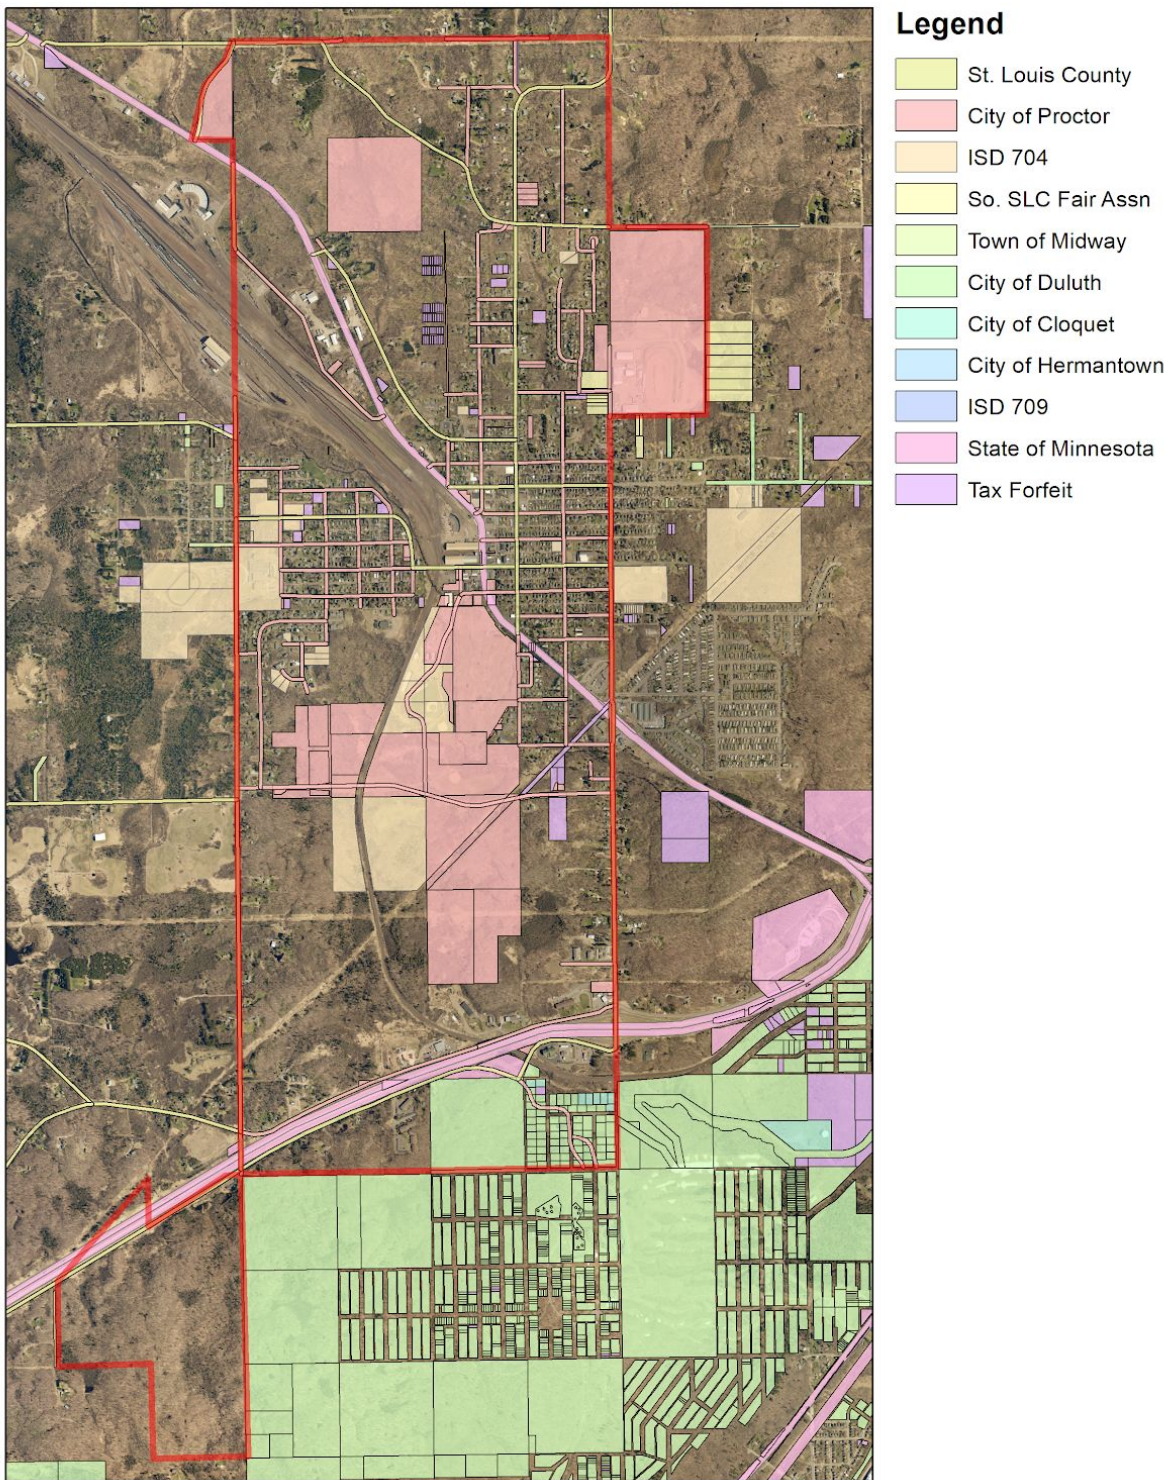 Legend
St. Louis County
City of Proctor
ISD 704
So. SLC Fair Assn
Town of Midway
City of Duluth
City of Cloquet
City of Hermantown
ISD 709
State of Minnesota
Tax Forfeit